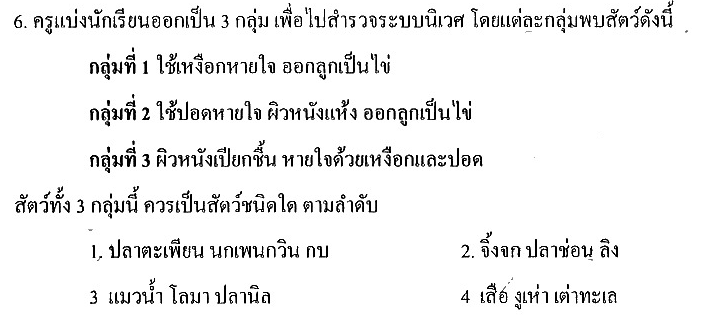 6. ครูแบ่งนักเรียนออกเป็น 3 กลุ่ม เพื่อไปสำรวจระบบนิเวศ โดยแต่ละกลุ่มพบสัตว์ดังนี้
กลุ่มที่ 1 ใช้เหงือกหายใจ ออกลูกเป็นไข่
กลุ่มที่ 2 ใช้ปอดหายใจ ผิวหนังแห้ง ออกลูกเป็นไข่
กลุ่มที่ 3 ผิวหนังเปียกชื้น หายใจด้วยเหงือกและปอด
สัตว์ทั้ง 3 กลุ่มนี้ ควรเป็นสัตว์ชนิดใด ตามลำดับ
1. ปลาตะเพียน นกเพนกวิน กบ 2. จิ้งจก ปลาช่อน ลิง
3 แมวน้ำ โลมา ปลานิล 4 เสือ งูเห่า เต่าทะเล